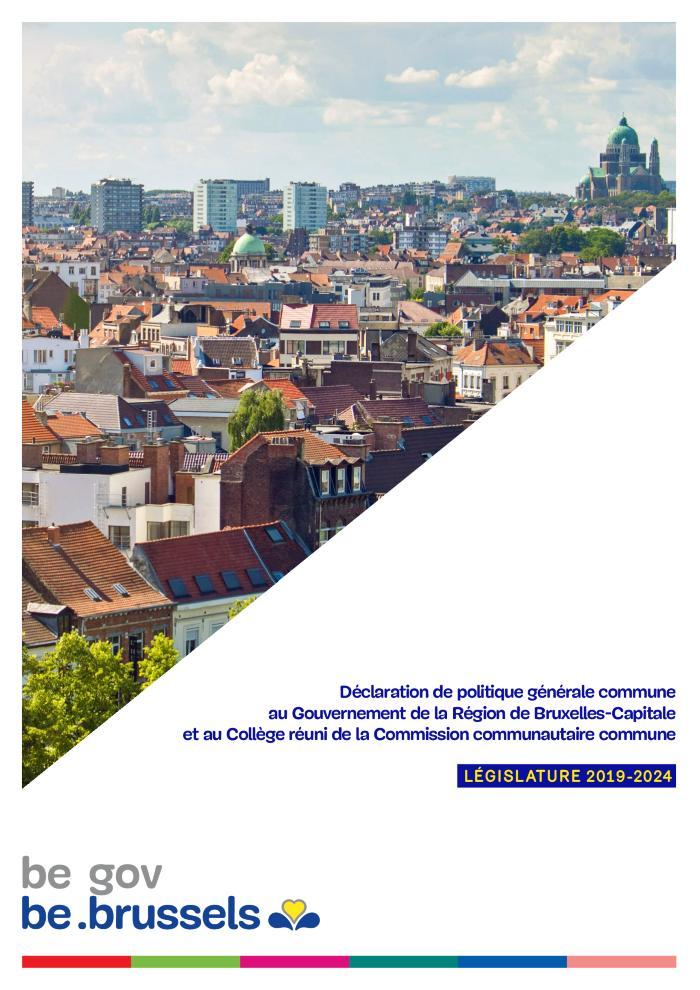 Déclaration de politique générale commune
au Gouvernement de la Région de Bruxelles-Capitale
et au Collège réuni de la Commission communautaire commune
LÉGISLATURE 2019-2024
be gov
be.brussels